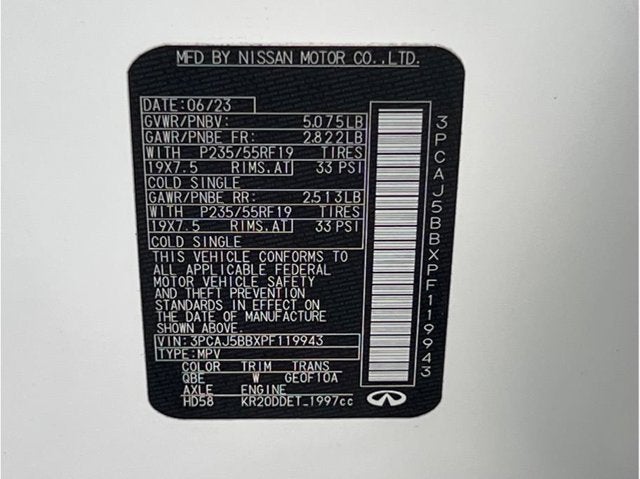 MFD BY NISSAN MOTOR CO.,LTD.
DATE: 06/23
GVWR/PNBV: 5,075LB
GAWR/PNBE FR: 2,822LB
WITH P235/55RF19 TIRES
19X7.5 RIMS,AT 33 PSI
COLD SINGLE
GAWR/PNBE RR: 2,513LB
WITH P235/55RF19 TIRES
19X7.5 RIMS,AT 33 PSI
COLD SINGLE
THIS VEHICLE CONFORMS TO
ALL APPLICABLE FEDERAL
MOTOR VEHICLE SAFETY
AND THEFT PREVENTION
STANDARDS IN EFFECT ON
THE DATE OF MANUFACTURE
SHOWN ABOVE.
VIN: 3PCAJ5BBXPF119943
TYPE: MPV
COLOR TRIM TRANS
QBE W GEOF10A
AXLE ENGINE
HD58 KR20DDET_1997cc
3PCAJ5BBXPF119943